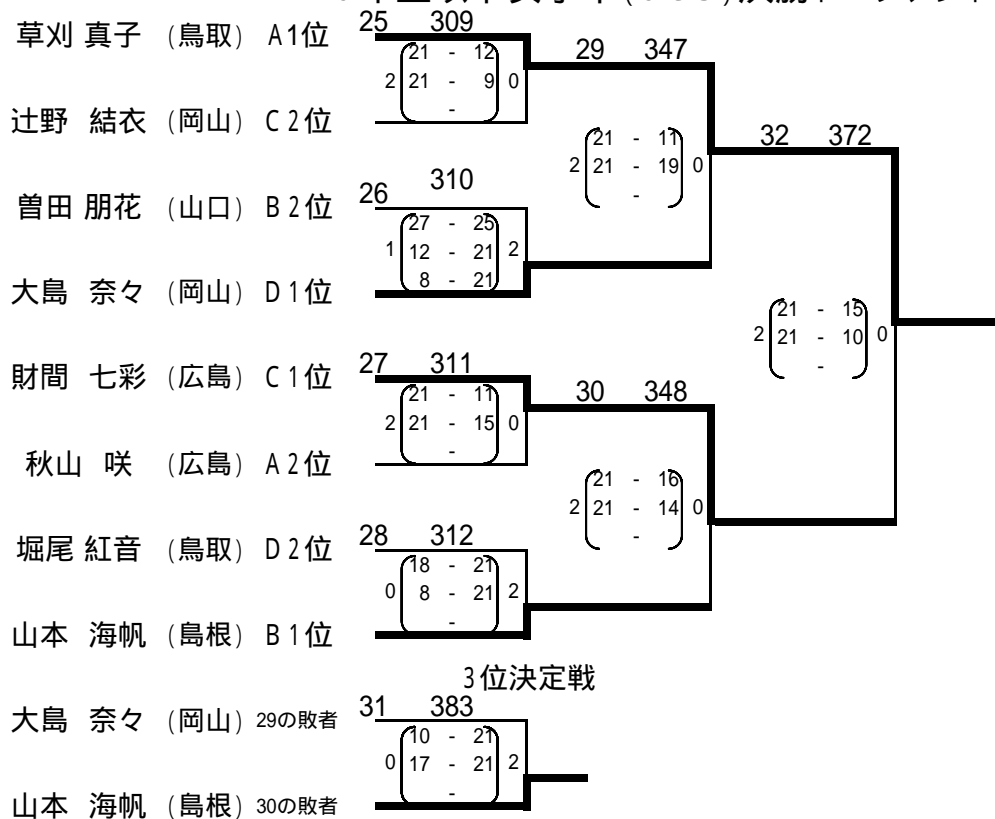 草刈 真子 (鳥取) A1位
25 309
21 - 12
2 21 - 9 0
-
辻野 結衣 (岡山) C2位
29 347
21 - 11
2 21 - 19 0
-
曽田 朋花 (山口) B2位
26 310
27 - 25
1 12 - 21 2
8 - 21
大島 奈々 (岡山) D1位
32 372
21 - 15
2 21 - 10 0
-
財間 七彩 (広島) C1位
27 311
21 - 11
2 21 - 15 0
-
秋山 咲 (広島) A2位
30 348
21 - 16
2 21 - 14 0
-
堀尾 紅音 (鳥取) D2位
28 312
18 - 21
0 8 - 21 2
-
山本 海帆 (島根) B1位
3位決定戦
大島 奈々 (岡山) 29の敗者
31 383
10 - 21
0 17 - 21 2
-
山本 海帆 (島根) 30の敗者